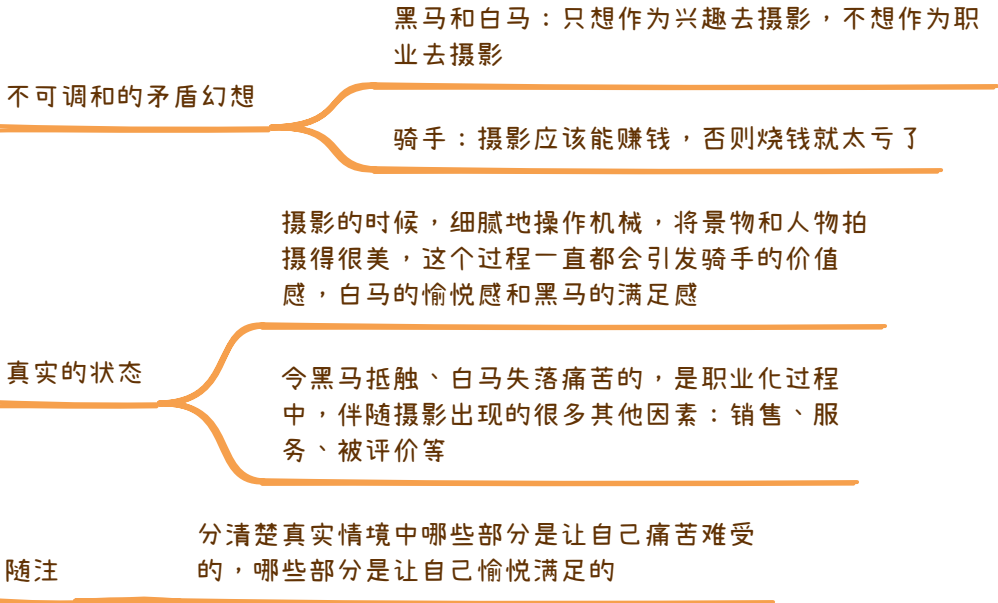 黑马和白马：只想作为兴趣去摄影，不想作为职
业去摄影
不可调和的矛盾幻想
骑手：摄影应该能赚钱，否则烧钱就太亏了
摄影的时候，细腻地操作机械，将景物和人物拍
摄得很美，这个过程一直都会引发骑手的价值
感，白马的愉悦感和黑马的满足感
真实的状态
令黑马抵触、白马失落痛苦的，是职业化过程
中，伴随摄影出现的很多其他因素：销售、服
务、被评价等
分清楚真实情境中哪些部分是让自己痛苦难受
的，哪些部分是让自己愉悦满足的
随注